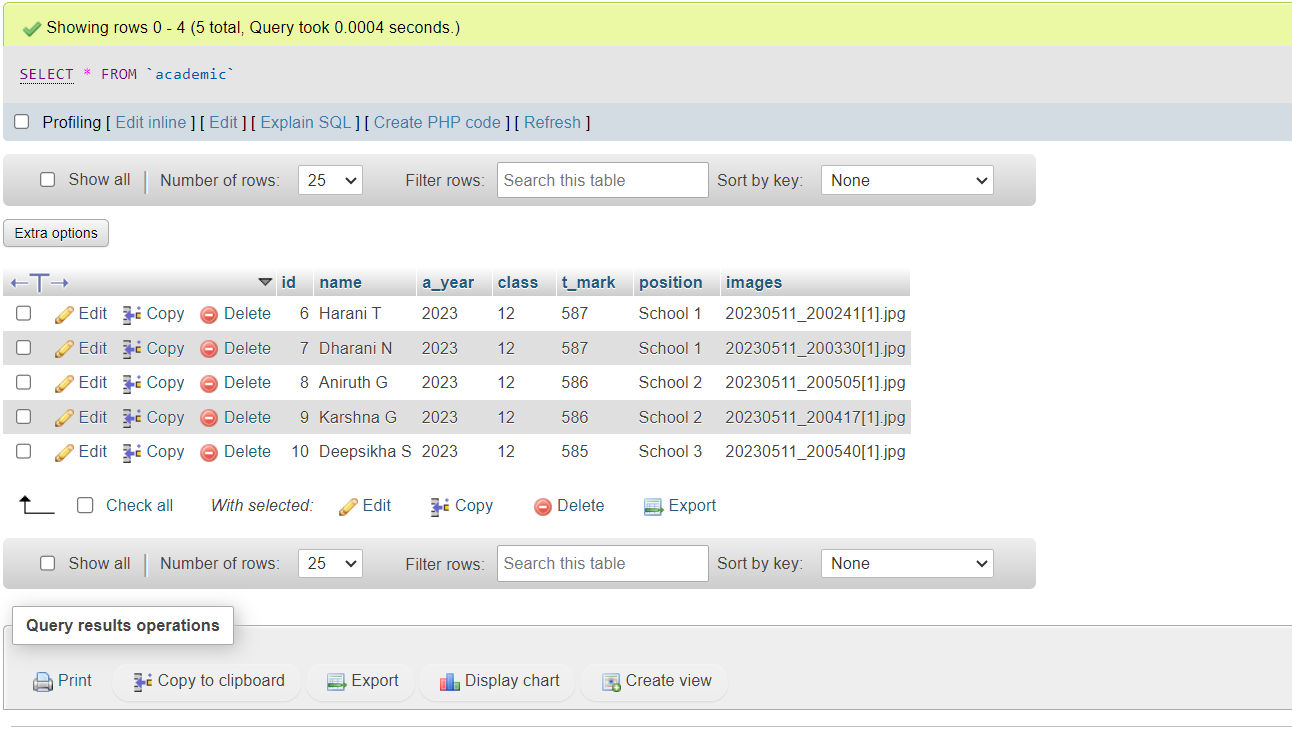 Showing rows 0 - 4 (5 total, Query took 0.0004 seconds.)
SELECT * FROM `academic`
Profiling [ Edit inline ] [ Edit ] [ Explain SQL ] [ Create PHP code ] [ Refresh ]
Show all Number of rows: 25 Filter rows: Search this table Sort by key: None
Extra options
id name a_year class t_mark position images
Edit Copy Delete 6 Harani T 2023 12 587 School 1 20230511_200241[1].jpg
Edit Copy Delete 7 Dharani N 2023 12 587 School 1 20230511_200330[1].jpg
Edit Copy Delete 8 Aniruth G 2023 12 586 School 2 20230511_200505[1].jpg
Edit Copy Delete 9 Karshna G 2023 12 586 School 2 20230511_200417[1].jpg
Edit Copy Delete 10 Deepsikha S 2023 12 585 School 3 20230511_200540[1].jpg
Check all With selected: Edit Copy Delete Export
Show all Number of rows: 25 Filter rows: Search this table Sort by key: None
Query results operations
Print Copy to clipboard Export Display chart Create view